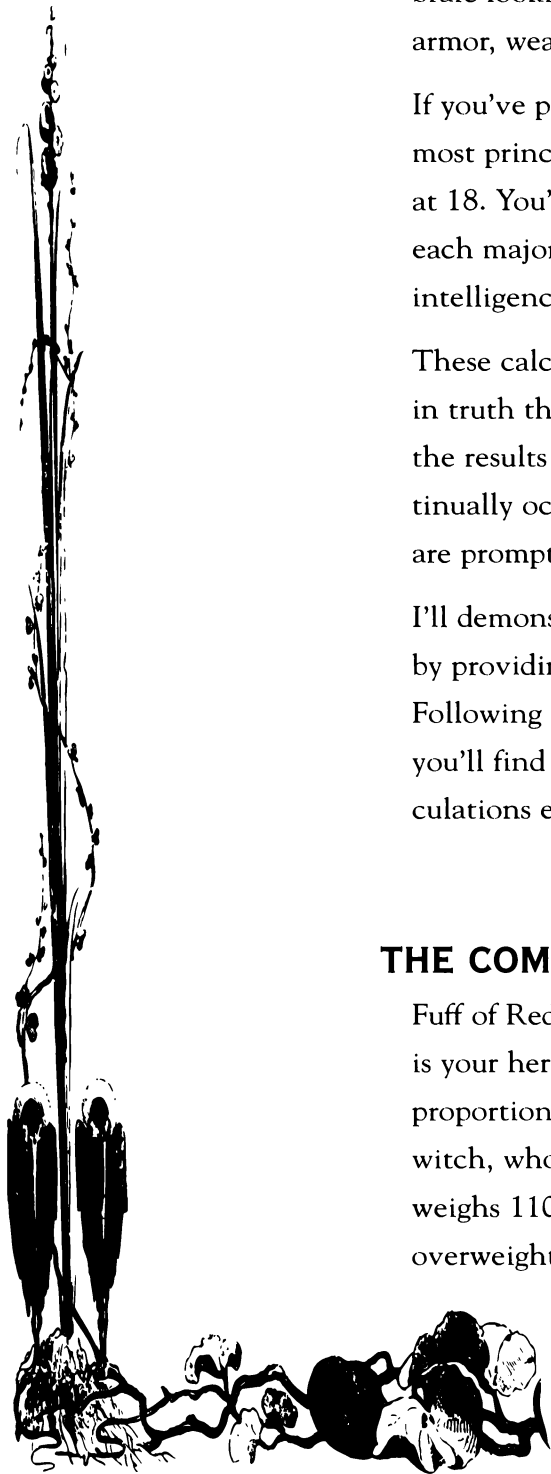 armor, wea
If you've p
most princ
at 18. You'
each major
intelligenc
These calc
in truth th
the results
tinually oc
are prompt
I'll demons
by providin
Following
you'll find
culations e
THE COM
Fuff of Red
is your her
proportion
witch, who
weighs 110
overweight